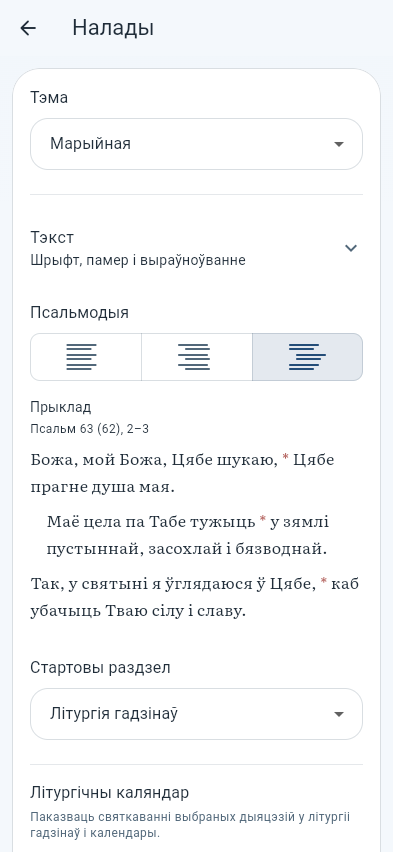 Налады
Тэма
Марыйная
Тэкст
Шрыфт, памер і выраўноўванне
Псальмодыя
Прыклад
Псальм 63 (62), 2–3
Божа, мой Божа, Цябе шукаю, * Цябе
прагне душа мая.
Маё цела па Табе тужыць * у зямлі
пустыннай, засохлай і бязводнай.
Так, у святыні я ўглядаюся ў Цябе, * каб
убачыць Тваю сілу і славу.
Стартовы раздзел
Літургія гадзінаў
Літургічны каляндар
Паказваць святкаванні выбраных дыяцэзій у літургіі
гадзінаў і календары.